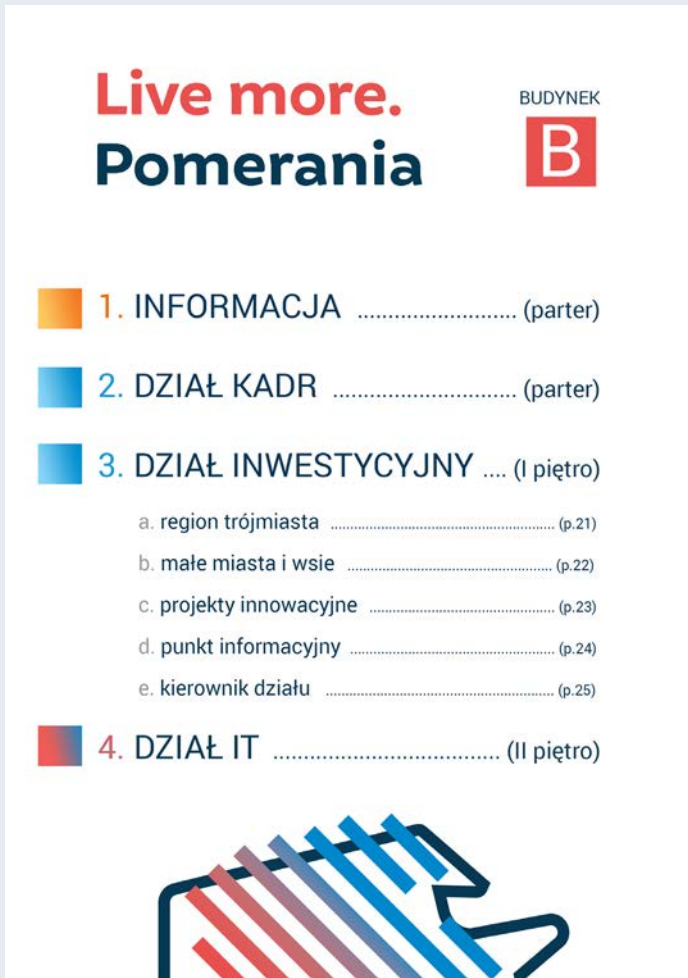 Live more.
Pomerania
BUDYNEK
B
1. INFORMACJA .......................... (parter)
2. DZIAŁ KADR .............................. (parter)
3. DZIAŁ INWESTYCYJNY .... (I piętro)
a. region trójmiasta ........................................................ (p.21)
b. małe miasta i wsie .................................................... (p.22)
c. projekty innowacyjne .............................................. (p.23)
d. punkt informacyjny ................................................... (p.24)
e. kierownik działu ......................................................... (p.25)
4. DZIAŁ IT ..................................... (II piętro)